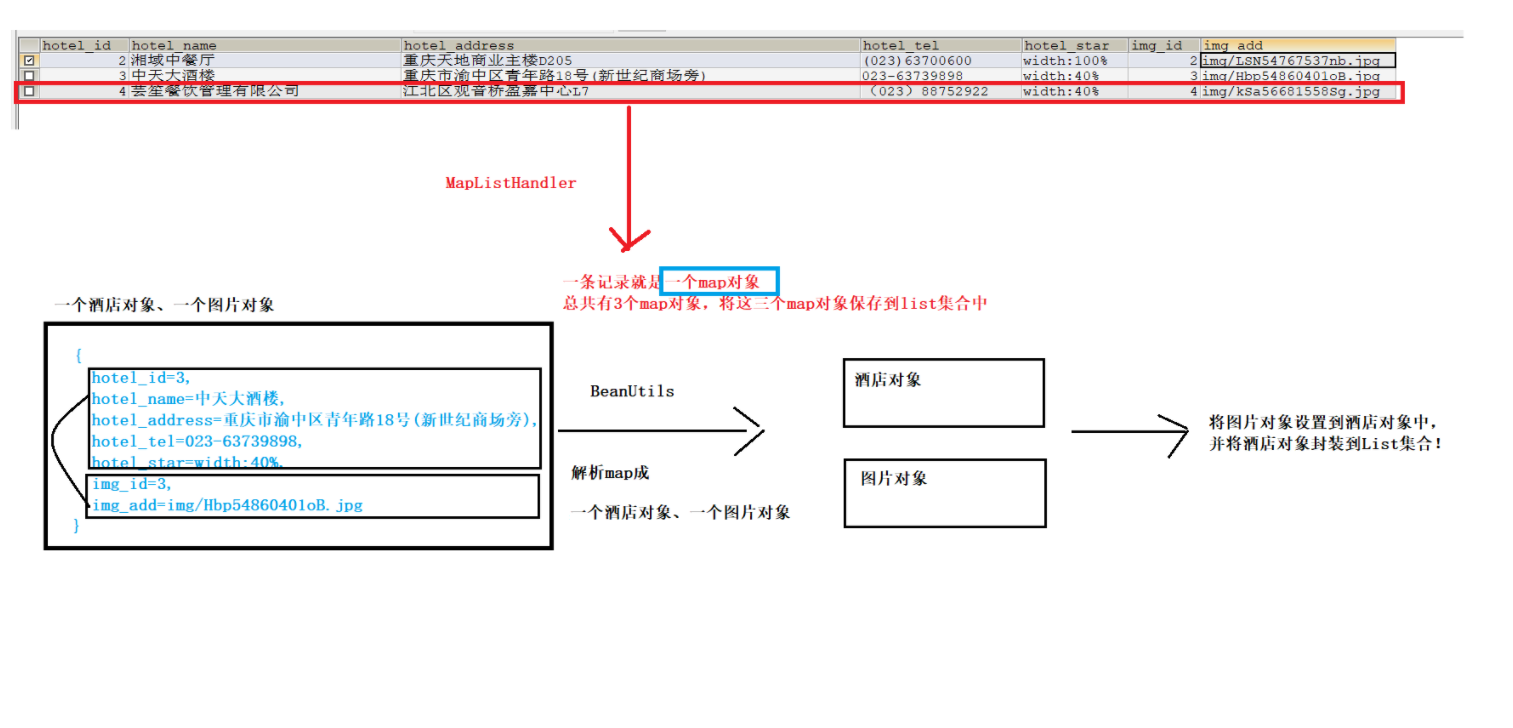 hotel_id hotel_name hotel_address hotel_tel hotel_star img_id img_add
2 湘域中餐厅 重庆天地商业主楼D205 (023)63700600 width:100% 2 img/LSN54767537nb.jpg
3 中天大酒楼 重庆市渝中区青年路18号(新世纪商场旁) 023-63739898 width:40% 3 img/Hbp54860401oB.jpg
4 芸笙餐饮管理有限公司 江北区观音桥盈嘉中心L7 （023）88752922 width:40% 4 img/kSa56681558Sg.jpg
MapListHandler
一条记录就是一个map对象
总共有3个map对象，将这三个map对象保存到list集合中
一个酒店对象、一个图片对象
{
hotel_id=3,
hotel_name=中天大酒楼,
hotel_address=重庆市渝中区青年路18号(新世纪商场旁),
hotel_tel=023-63739898,
hotel_star=width:40%,
img_id=3,
img_add=img/Hbp54860401oB.jpg
}
BeanUtils
解析map成
一个酒店对象、一个图片对象
酒店对象
图片对象
将图片对象设置到酒店对象中，
并将酒店对象封装到List集合！